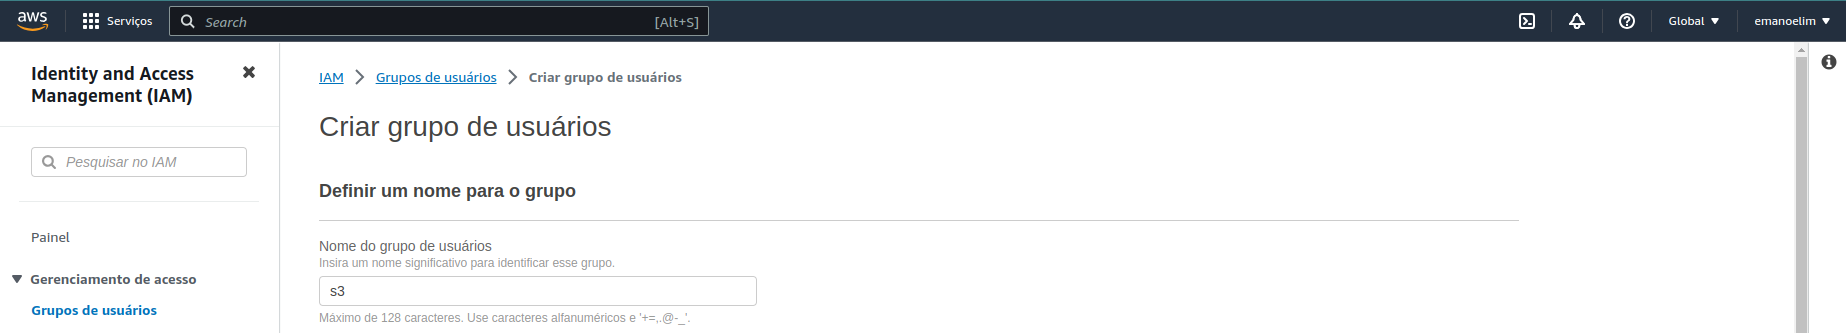 aws
Serviços
Search
[Alt+S]
Global
emanoelim
Identity and Access
Management (IAM)
Pesquisar no IAM
Painel
Gerenciamento de acesso
Grupos de usuários
IAM
Grupos de usuários
Criar grupo de usuários
Criar grupo de usuários
Definir um nome para o grupo
Nome do grupo de usuários
Insira um nome significativo para identificar esse grupo.
s3
Máximo de 128 caracteres. Use caracteres alfanuméricos e '+=,.@-_'.